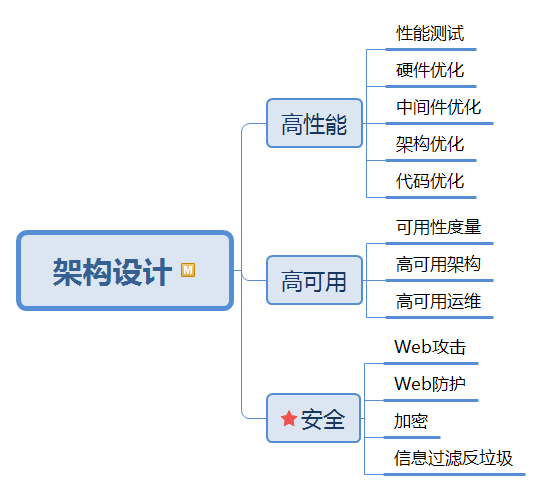 架构设计 M
高性能
性能测试
硬件优化
中间件优化
架构优化
代码优化
高可用
可用性度量
高可用架构
高可用运维
安全
Web攻击
Web防护
加密
信息过滤反垃圾